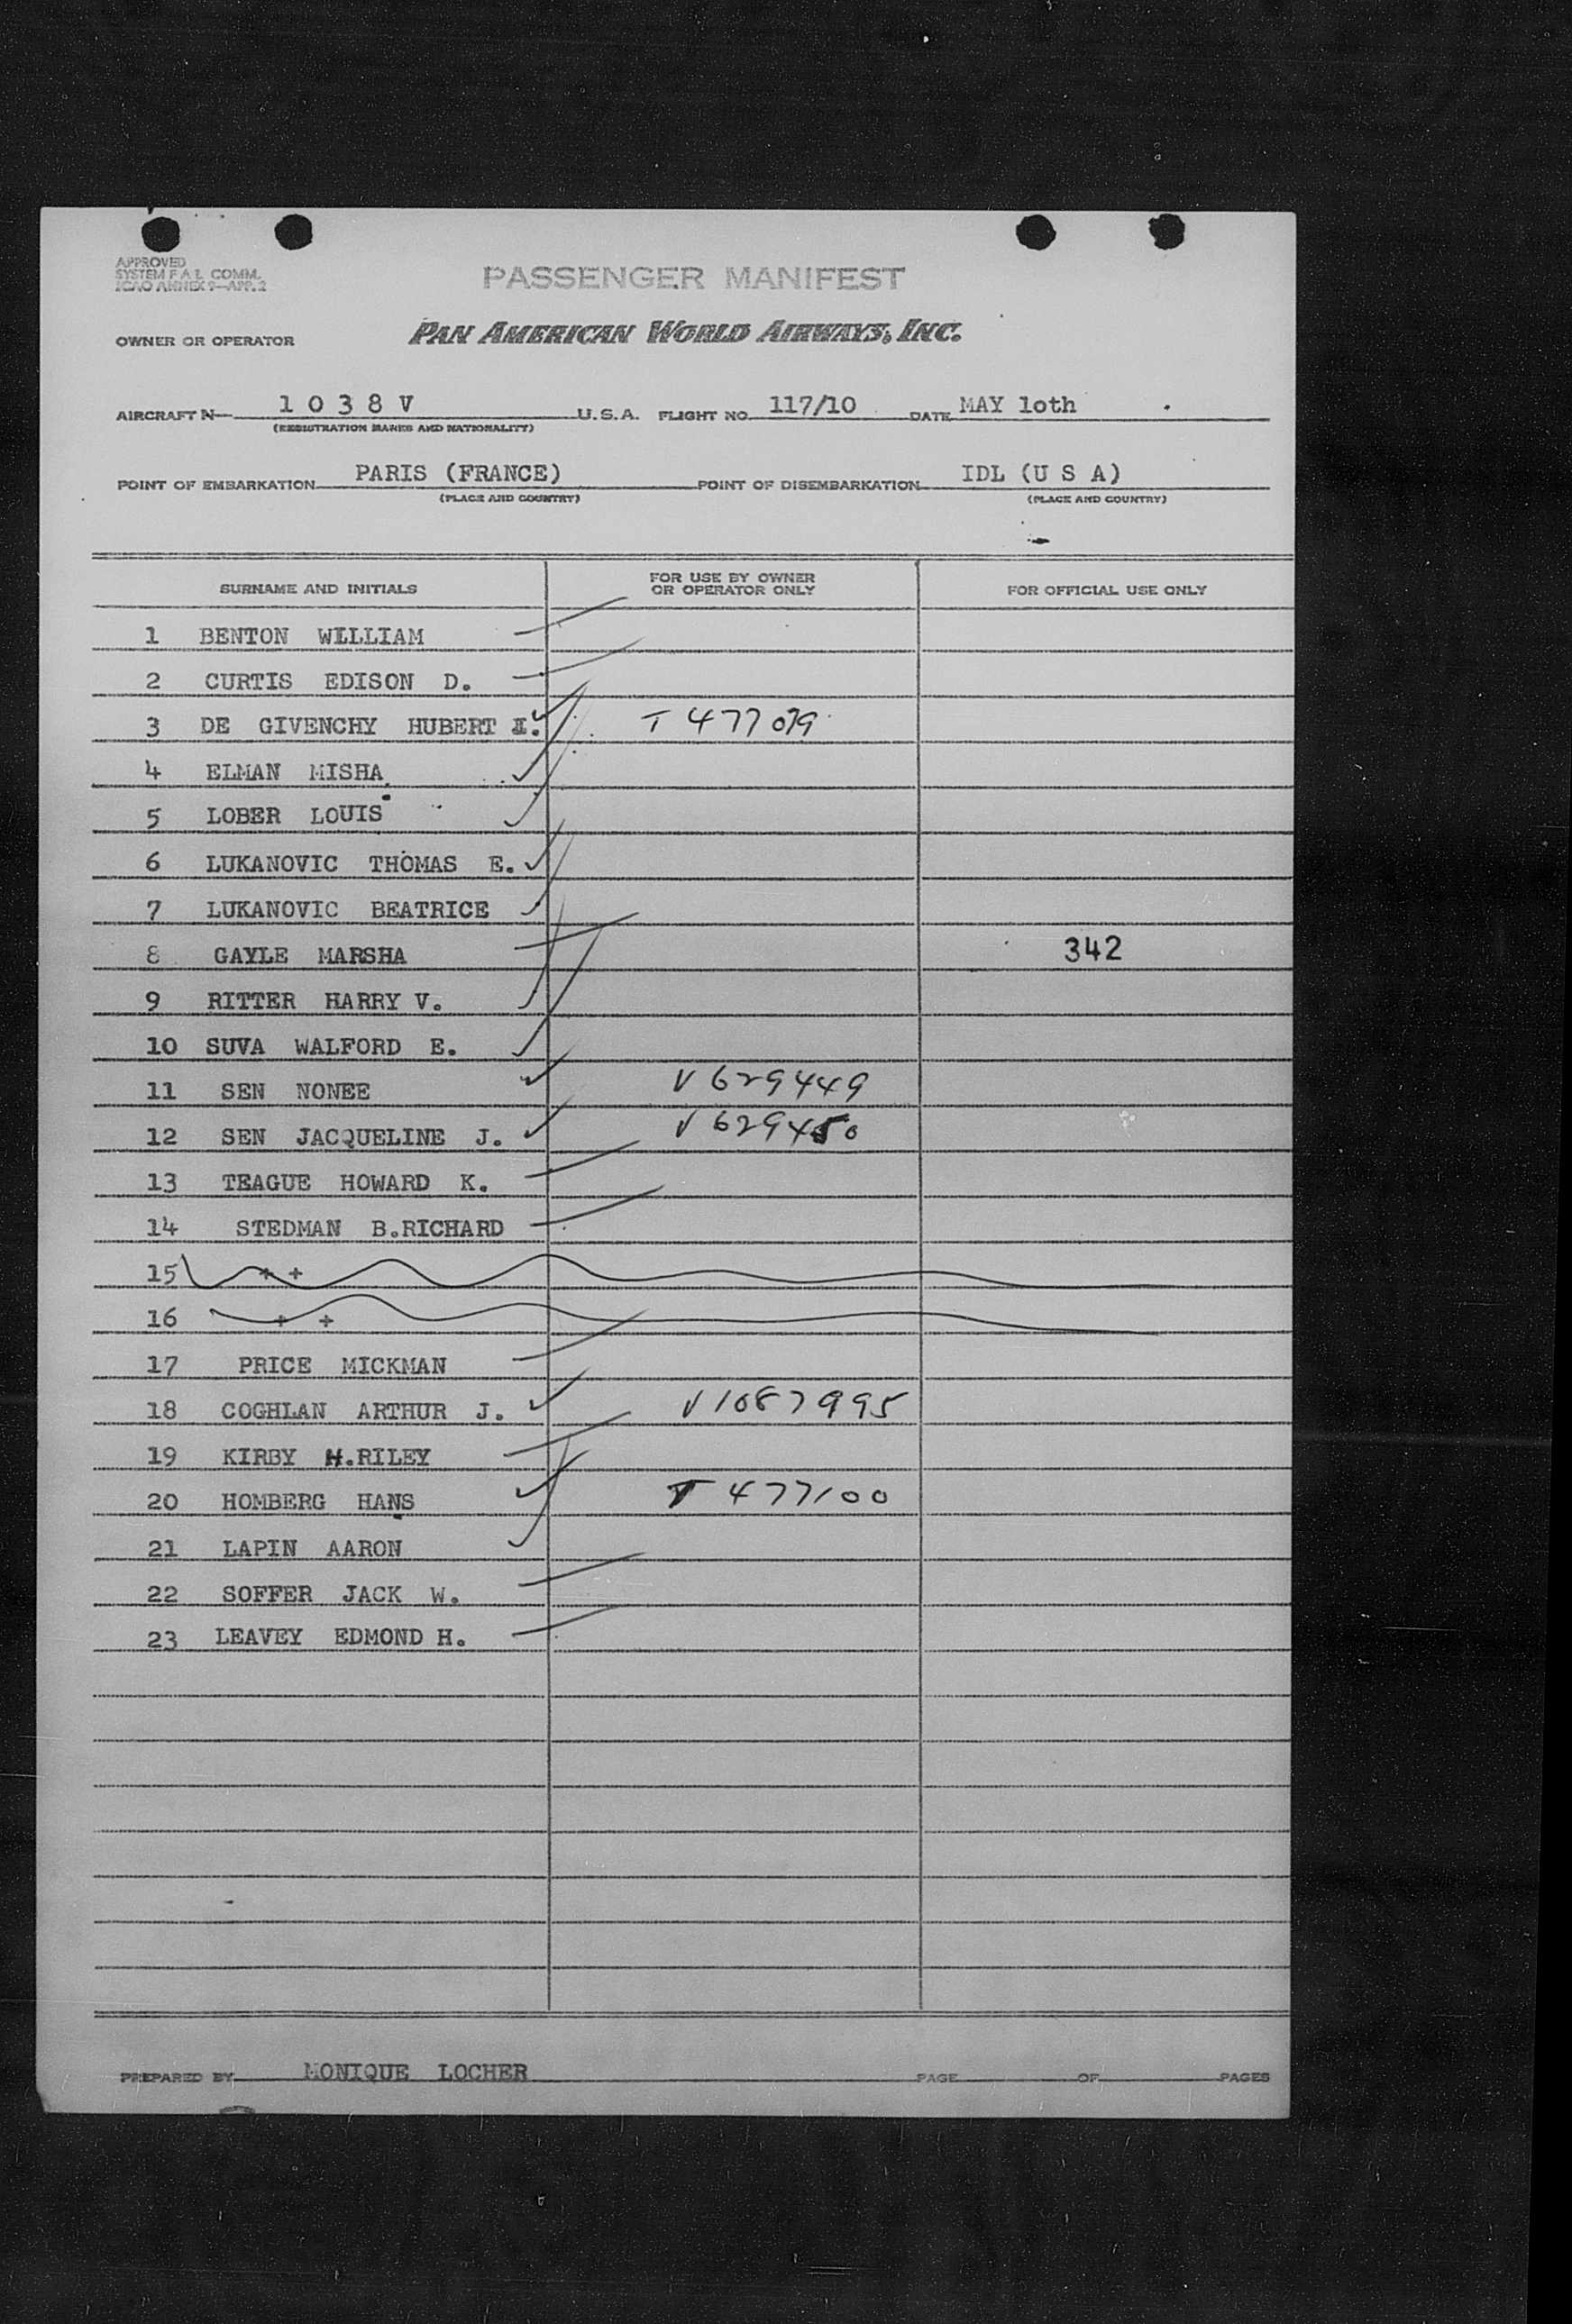 APPROVED
SYSTEM F A L COMM.
ICAO ANNEX 9—APP. 2
PASSENGER MANIFEST
OWNER OR OPERATOR PAN AMERICAN WORLD AIRWAYS, INC.
AIRCRAFT N— 1 0 3 8 V U.S.A. FLIGHT NO. 117/10 DATE MAY 1oth
(REGISTRATION MARKS AND NATIONALITY)
POINT OF EMBARKATION PARIS (FRANCE) POINT OF DISEMBARKATION IDL (U S A)
(PLACE AND COUNTRY) (PLACE AND COUNTRY)
SURNAME AND INITIALS FOR USE BY OWNER OR OPERATOR ONLY FOR OFFICIAL USE ONLY
1 BENTON WILLIAM
2 CURTIS EDISON D.
3 DE GIVENCHY HUBERT T 477079
4 ELMAN MISHA
5 LOBER LOUIS
6 LUKANOVIC THOMAS E.
7 LUKANOVIC BEATRICE
8 GAYLE MARSHA 342
9 RITTER HARRY V.
10 SUVA WALFORD E.
11 SEN NONEE V 629449
12 SEN JACQUELINE J. V 629450
13 TEAGUE HOWARD K.
14 STEDMAN B.RICHARD
15 + +
16 + +
17 PRICE MICKMAN
18 COGHLAN ARTHUR J. V1087995
19 KIRBY H.RILEY
20 HOMBERG HANS T 477100
21 LAPIN AARON
22 SOFFER JACK W.
23 LEAVEY EDMOND H.
PREPARED BY MONIQUE LOCHER PAGE OF PAGES